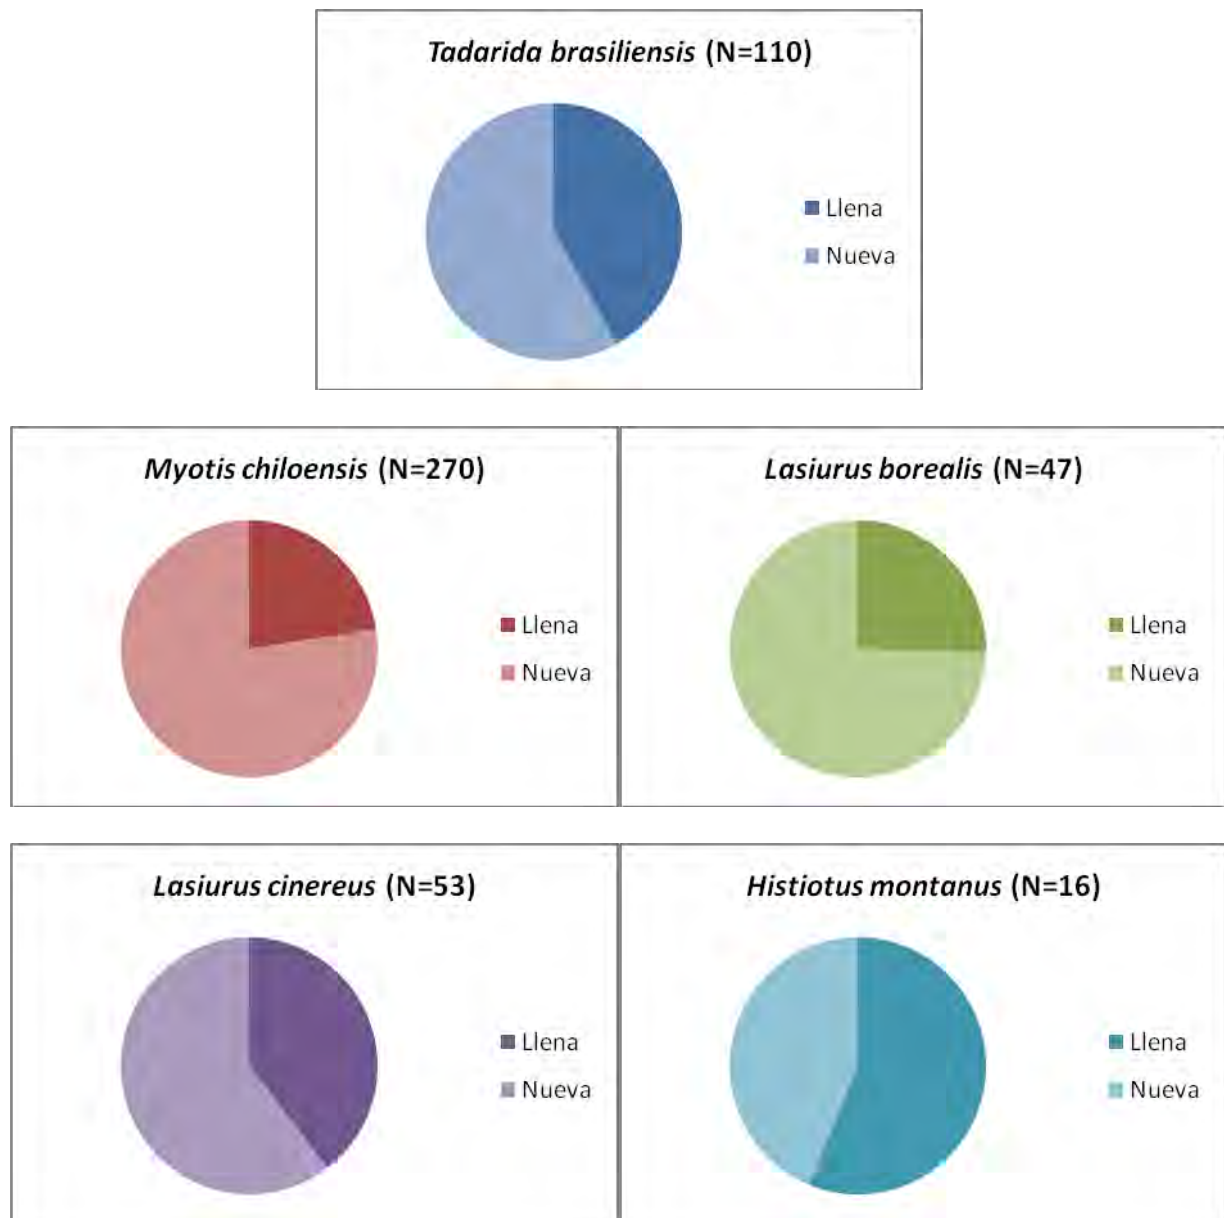 Tadarida brasiliensis (N=110)
Llena
Nueva
Myotis chiloensis (N=270)
Llena
Nueva
Lasiurus borealis (N=47)
Llena
Nueva
Lasiurus cinereus (N=53)
Llena
Nueva
Histiotus montanus (N=16)
Llena
Nueva